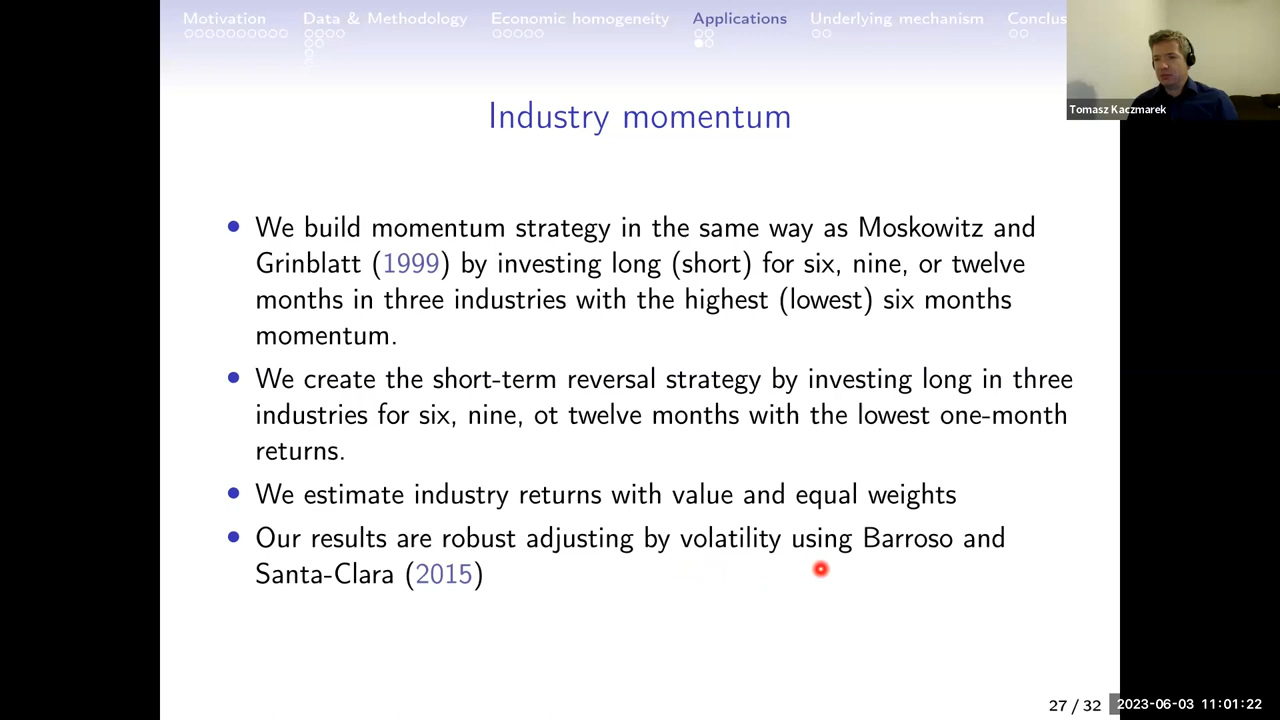 Motivation Data & Methodology Economic homogeneity Applications Underlying mechanism Conclus
Tomasz Kaczmarek
Industry momentum
• We build momentum strategy in the same way as Moskowitz and
Grinblatt (1999) by investing long (short) for six, nine, or twelve
months in three industries with the highest (lowest) six months
momentum.
• We create the short-term reversal strategy by investing long in three
industries for six, nine, ot twelve months with the lowest one-month
returns.
• We estimate industry returns with value and equal weights
• Our results are robust adjusting by volatility using Barroso and
Santa-Clara (2015)
27 / 32 2023-06-03 11:01:22